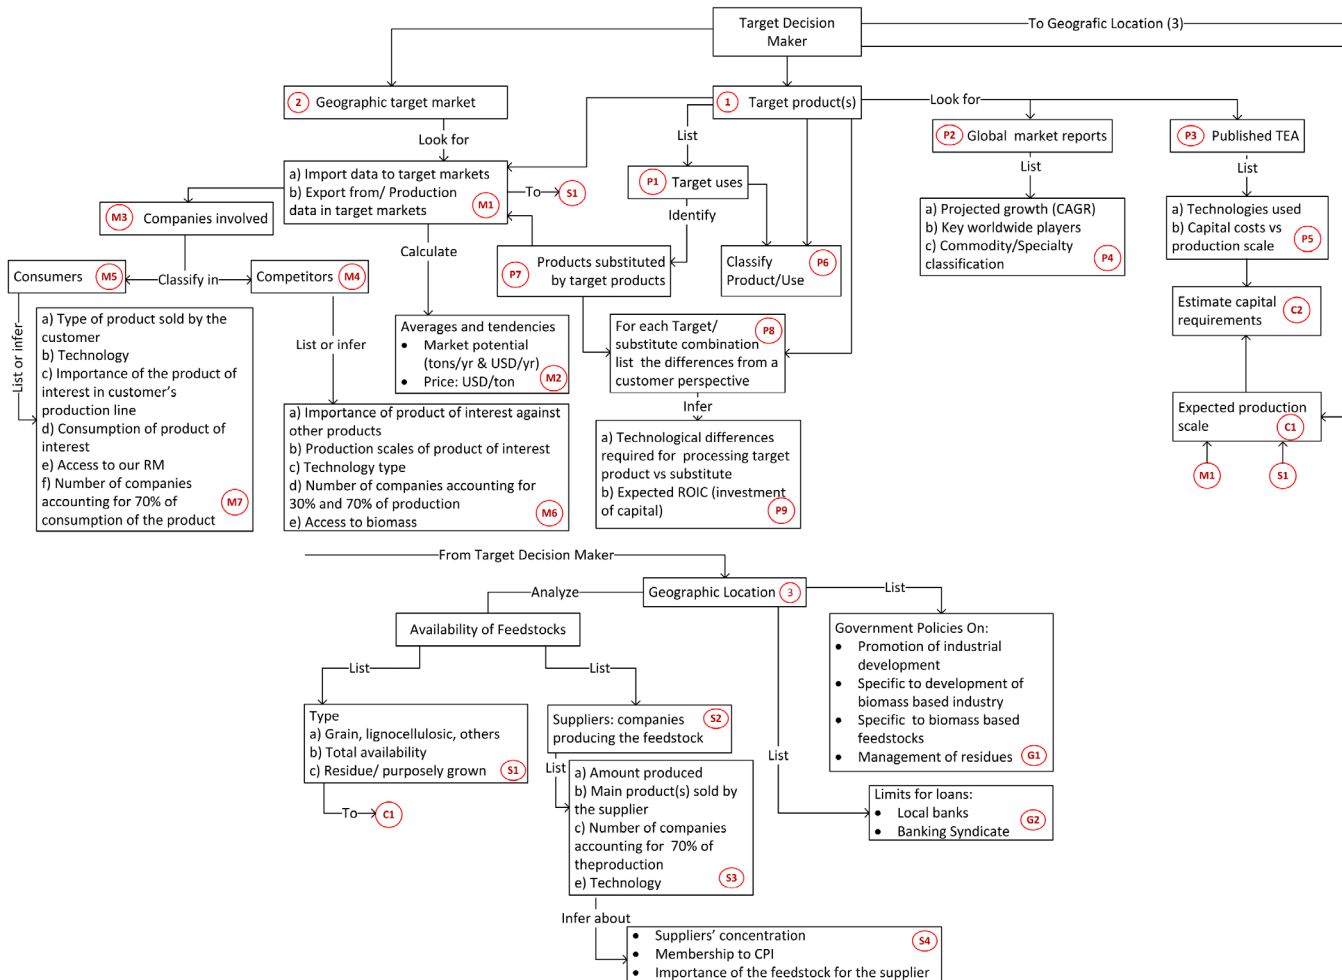 Target Decision
Maker
To Geografic Location (3)
2 Geographic target market
1 Target product(s)
Look for
Look for
List
P2 Global market reports
P3 Published TEA
a) Import data to target markets
b) Export from/ Production
data in target markets M1
To S1
P1 Target uses
List
List
M3 Companies involved
Identify
a) Projected growth (CAGR)
b) Key worldwide players
c) Commodity/Specialty
classification P4
a) Technologies used
b) Capital costs vs
production scale P5
Calculate
Consumers M5
Classify in
Competitors M4
P7 Products substituted
by target products
P6
Classify
Product/Use
Estimate capital
requirements C2
List or infer
a) Type of product sold by the
customer
b) Technology
c) Importance of the product of
interest in customer's
production line
d) Consumption of product of
interest
e) Access to our RM
f) Number of companies
accounting for 70% of
consumption of the product M7
List or infer
Averages and tendencies
• Market potential
(tons/yr & USD/yr)
• Price: USD/ton M2
For each Target/ P8
substitute combination
list the differences from a
customer perspective
Infer
a) Importance of product of interest against
other products
b) Production scales of product of interest
c) Technology type
d) Number of companies accounting for
30% and 70% of production
e) Access to biomass M6
a) Technological differences
required for processing target
product vs substitute
b) Expected ROIC (investment
of capital) P9
Expected production
scale C1
M1 S1
From Target Decision Maker
Geographic Location 3
Analyze
List
Availability of Feedstocks
Government Policies On:
• Promotion of industrial
development
• Specific to development of
biomass based industry
• Specific to biomass based
feedstocks
• Management of residues G1
List
List
Type
a) Grain, lignocellulosic, others
b) Total availability
c) Residue/ purposely grown S1
To C1
Suppliers: companies S2
producing the feedstock
List
a) Amount produced
b) Main product(s) sold by
the supplier
c) Number of companies
accounting for 70% of
theproduction
e) Technology S3
List
Limits for loans:
• Local banks
• Banking Syndicate G2
Infer about
• Suppliers' concentration S4
• Membership to CPI
• Importance of the feedstock for the supplier